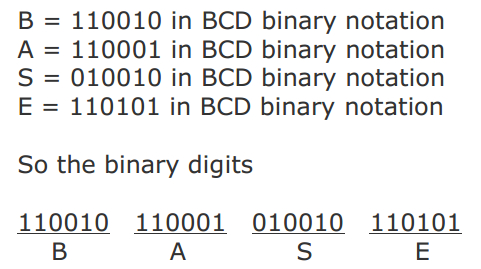 B = 110010 in BCD binary notation
A = 110001 in BCD binary notation
S = 010010 in BCD binary notation
E = 110101 in BCD binary notation
So the binary digits
110010 110001 010010 110101
B A S E